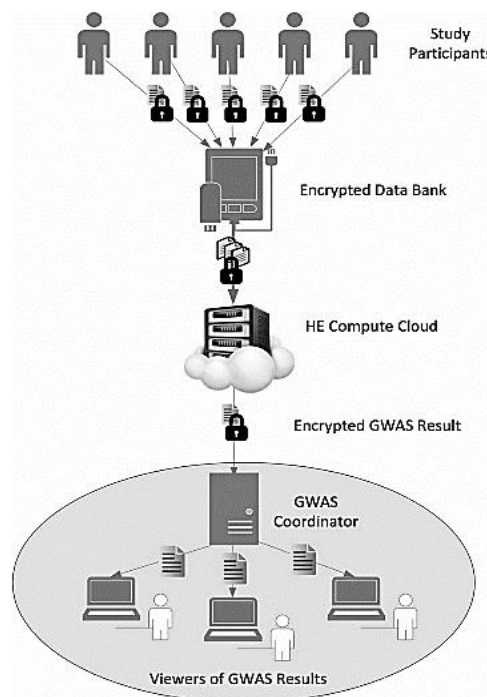 Study
Participants
Encrypted Data Bank
HE Compute Cloud
Encrypted GWAS Result
GWAS
Coordinator
Viewers of GWAS Results